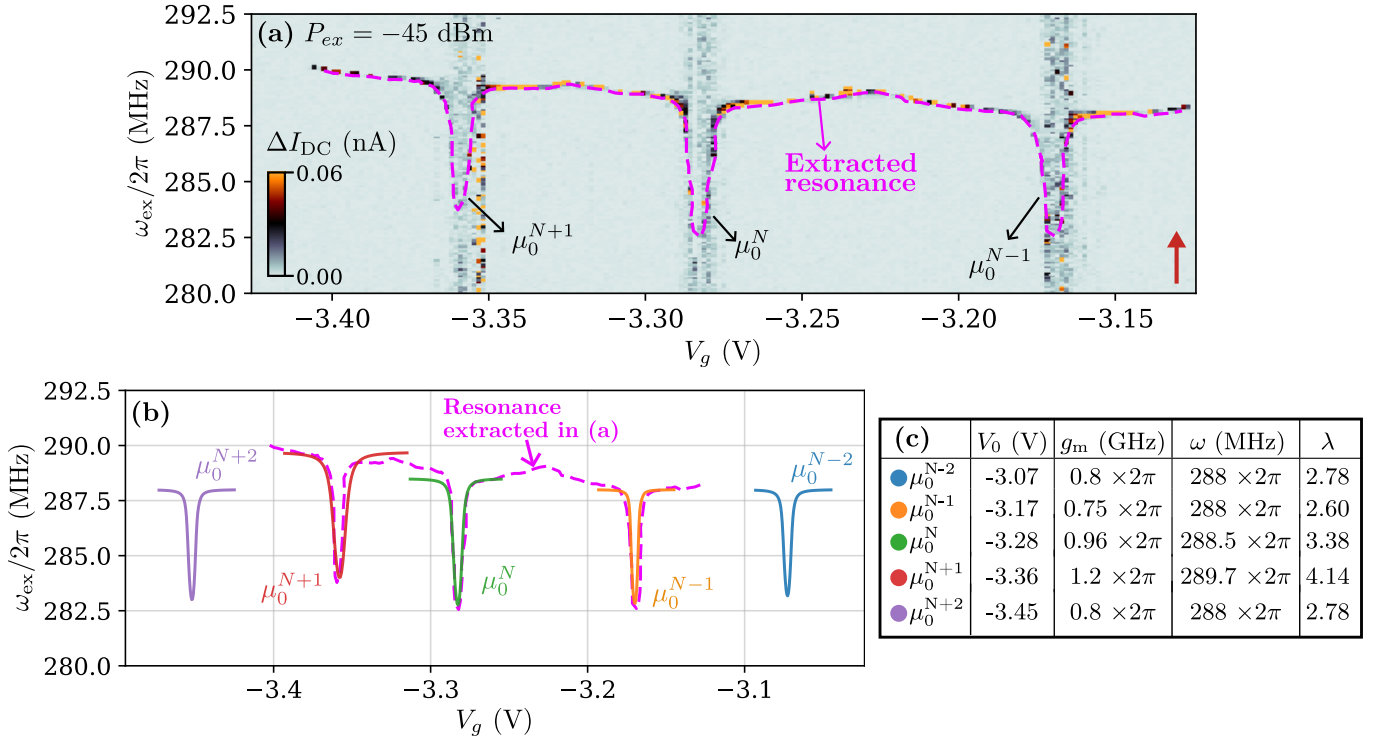 292.5
290.0
287.5
285.0
282.5
280.0
ω_ex/2π (MHz)
(a) P_ex = −45 dBm
ΔI_DC (nA)
0.06
0.00
μ_0^{N+1}
μ_0^N
μ_0^{N−1}
Extracted
resonance
−3.40 −3.35 −3.30 −3.25 −3.20 −3.15
V_g (V)
292.5
290.0
287.5
285.0
282.5
280.0
ω_ex/2π (MHz)
(b)
Resonance
extracted in (a)
μ_0^{N+2}
μ_0^{N+1}
μ_0^N
μ_0^{N−1}
μ_0^{N−2}
−3.4 −3.3 −3.2 −3.1
V_g (V)
(c) V_0 (V) g_m (GHz) ω (MHz) λ
μ_0^{N-2} -3.07 0.8 ×2π 288 ×2π 2.78
μ_0^{N-1} -3.17 0.75 ×2π 288 ×2π 2.60
μ_0^N -3.28 0.96 ×2π 288.5 ×2π 3.38
μ_0^{N+1} -3.36 1.2 ×2π 289.7 ×2π 4.14
μ_0^{N+2} -3.45 0.8 ×2π 288 ×2π 2.78